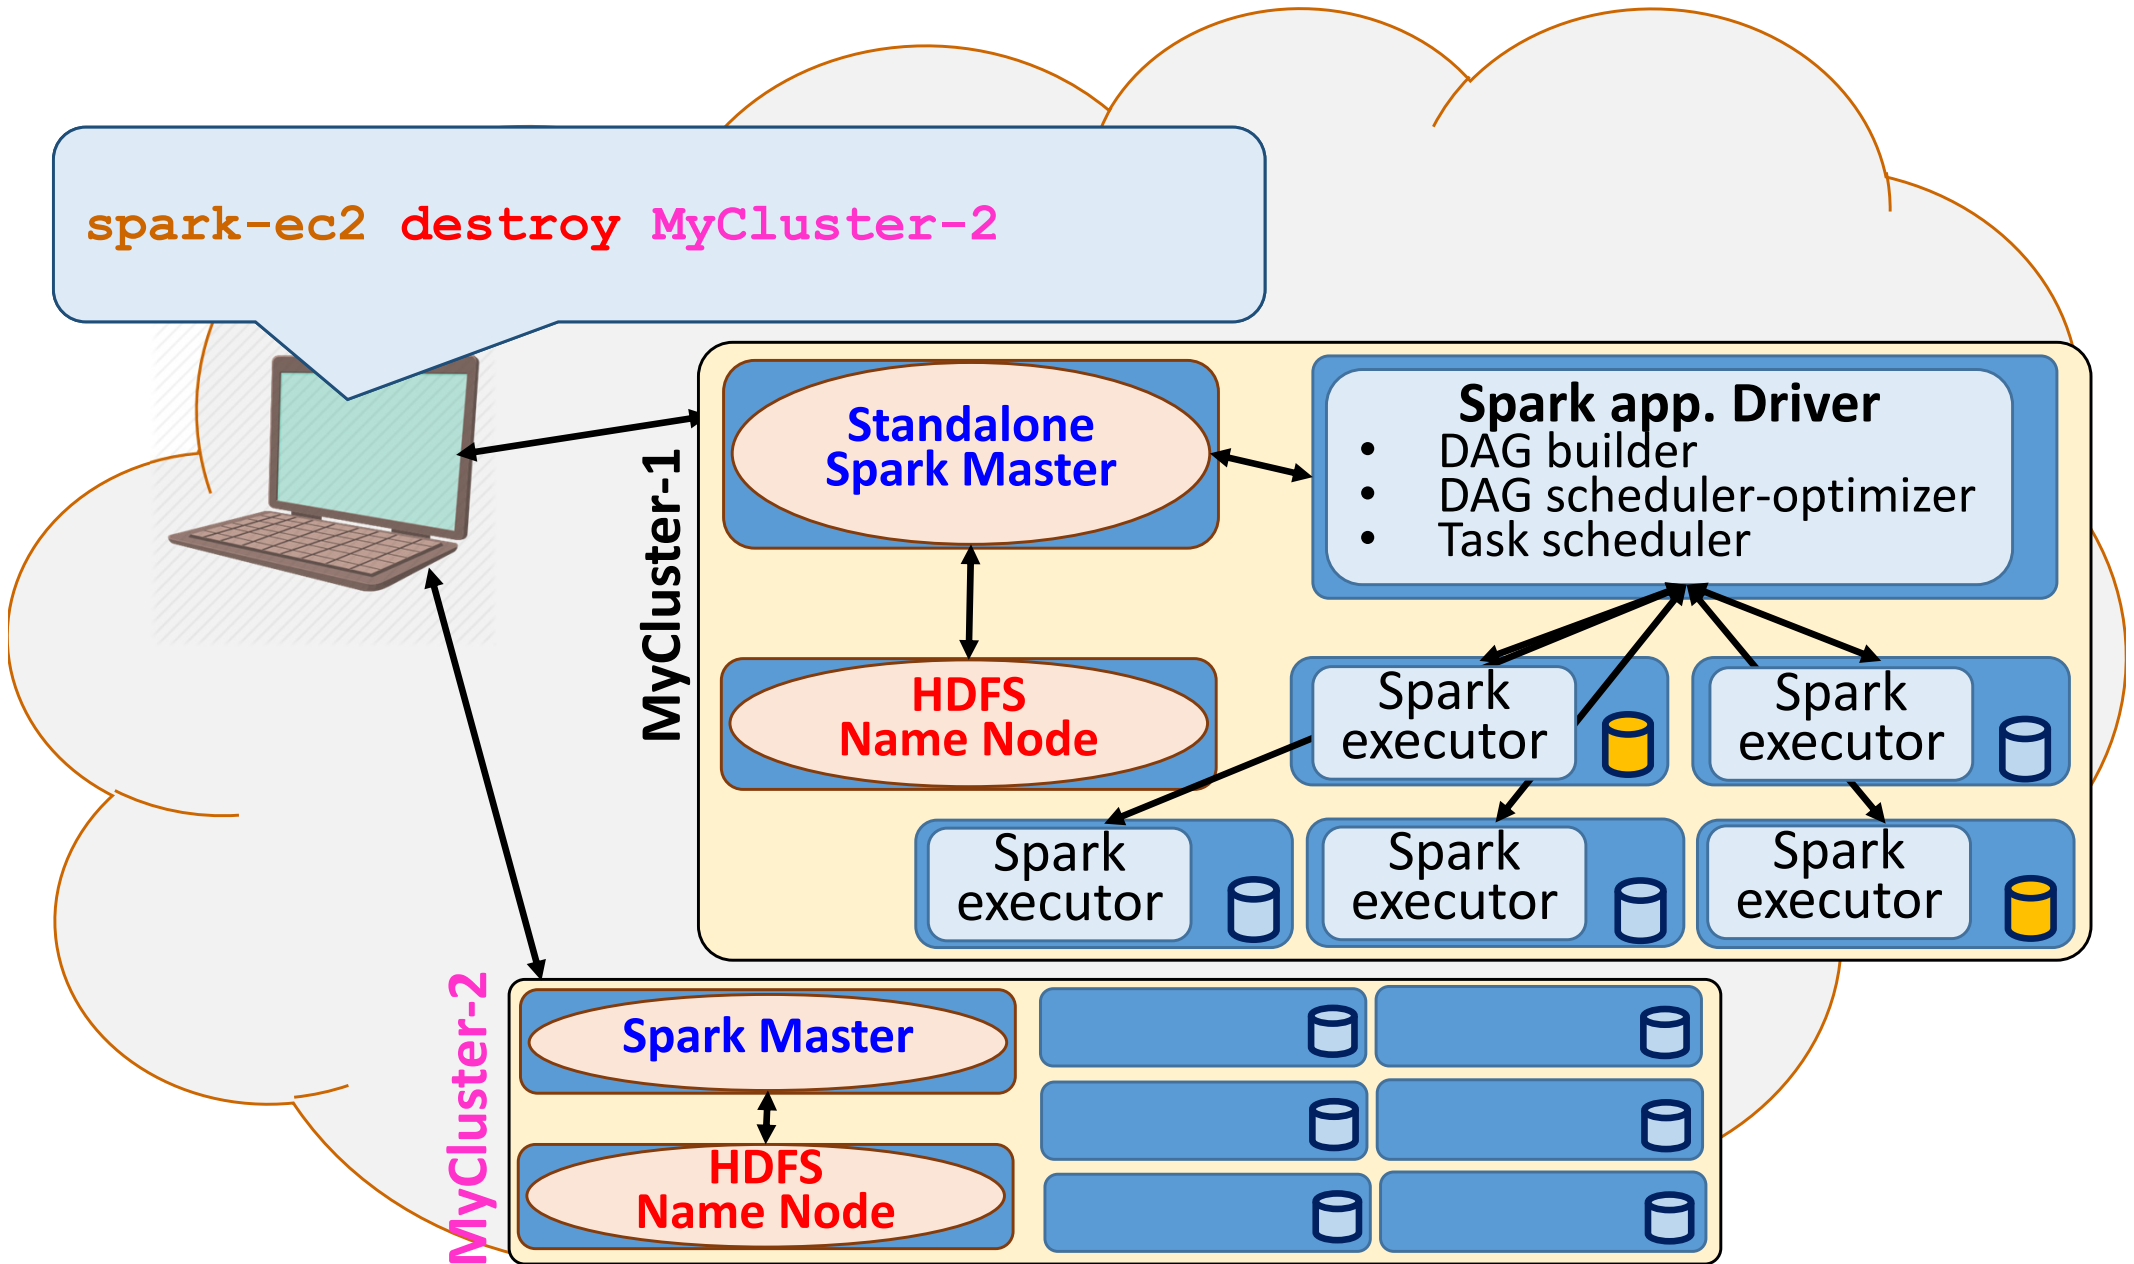 spark-ec2 destroy MyCluster-2
MyCluster-1
Standalone
Spark Master
Spark app. Driver
• DAG builder
• DAG scheduler-optimizer
• Task scheduler
HDFS
Name Node
Spark
executor
Spark
executor
Spark
executor
Spark
executor
Spark
executor
MyCluster-2
Spark Master
HDFS
Name Node